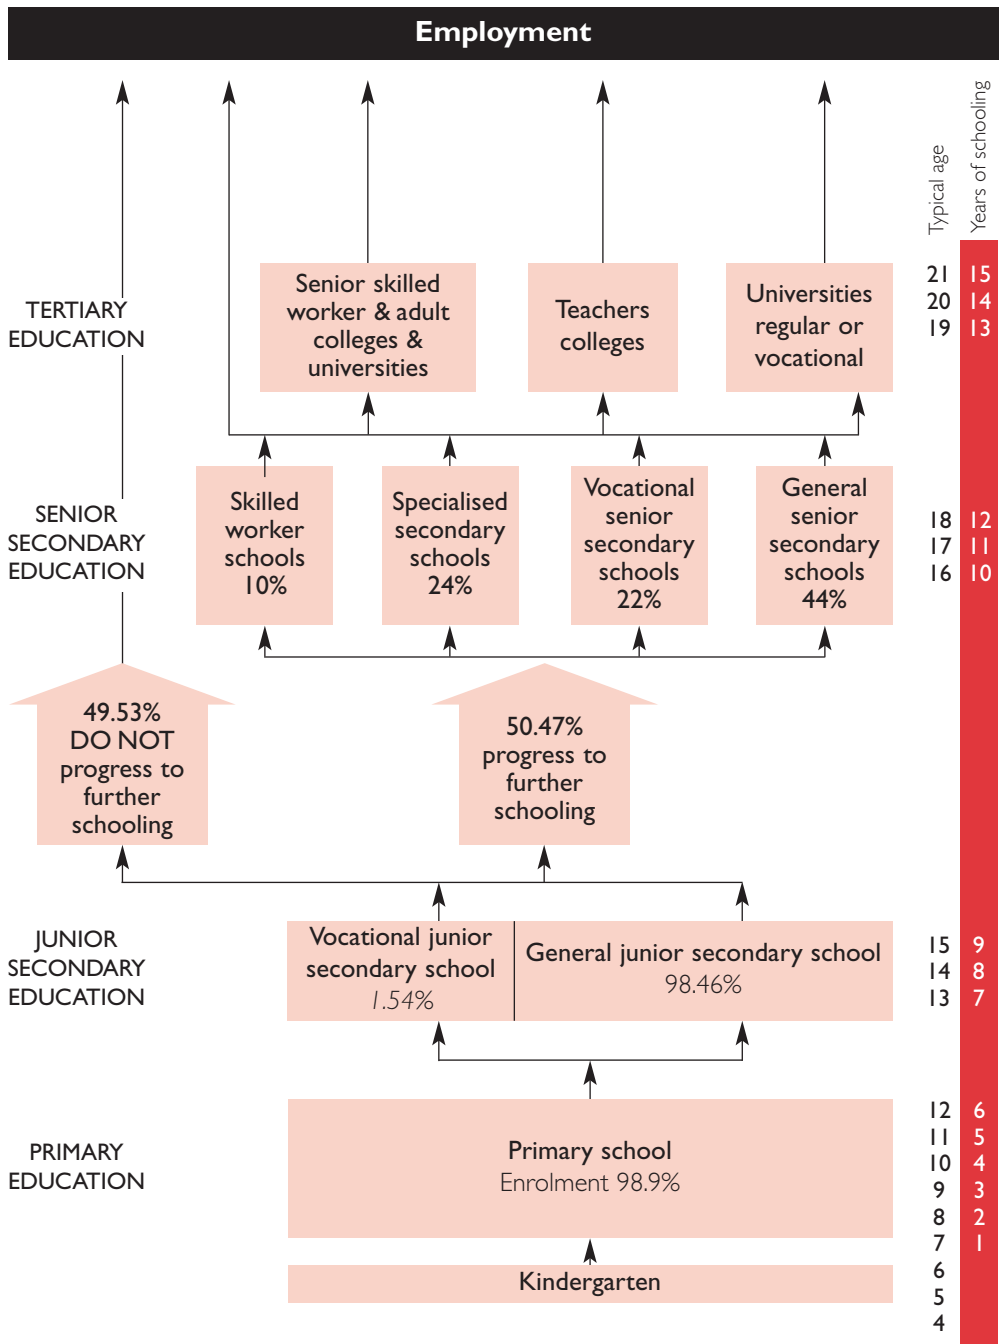 Employment
Typical age
Years of schooling
TERTIARY
EDUCATION
Senior skilled
worker & adult
colleges &
universities
Teachers
colleges
Universities
regular or
vocational
21 15
20 14
19 13
SENIOR
SECONDARY
EDUCATION
Skilled
worker
schools
10%
Specialised
secondary
schools
24%
Vocational
senior
secondary
schools
22%
General
senior
secondary
schools
44%
18 12
17 11
16 10
49.53%
DO NOT
progress to
further
schooling
50.47%
progress to
further
schooling
JUNIOR
SECONDARY
EDUCATION
Vocational junior
secondary school
1.54%
General junior secondary school
98.46%
15 9
14 8
13 7
PRIMARY
EDUCATION
Primary school
Enrolment 98.9%
12 6
11 5
10 4
9 3
8 2
7 1
Kindergarten
6
5
4